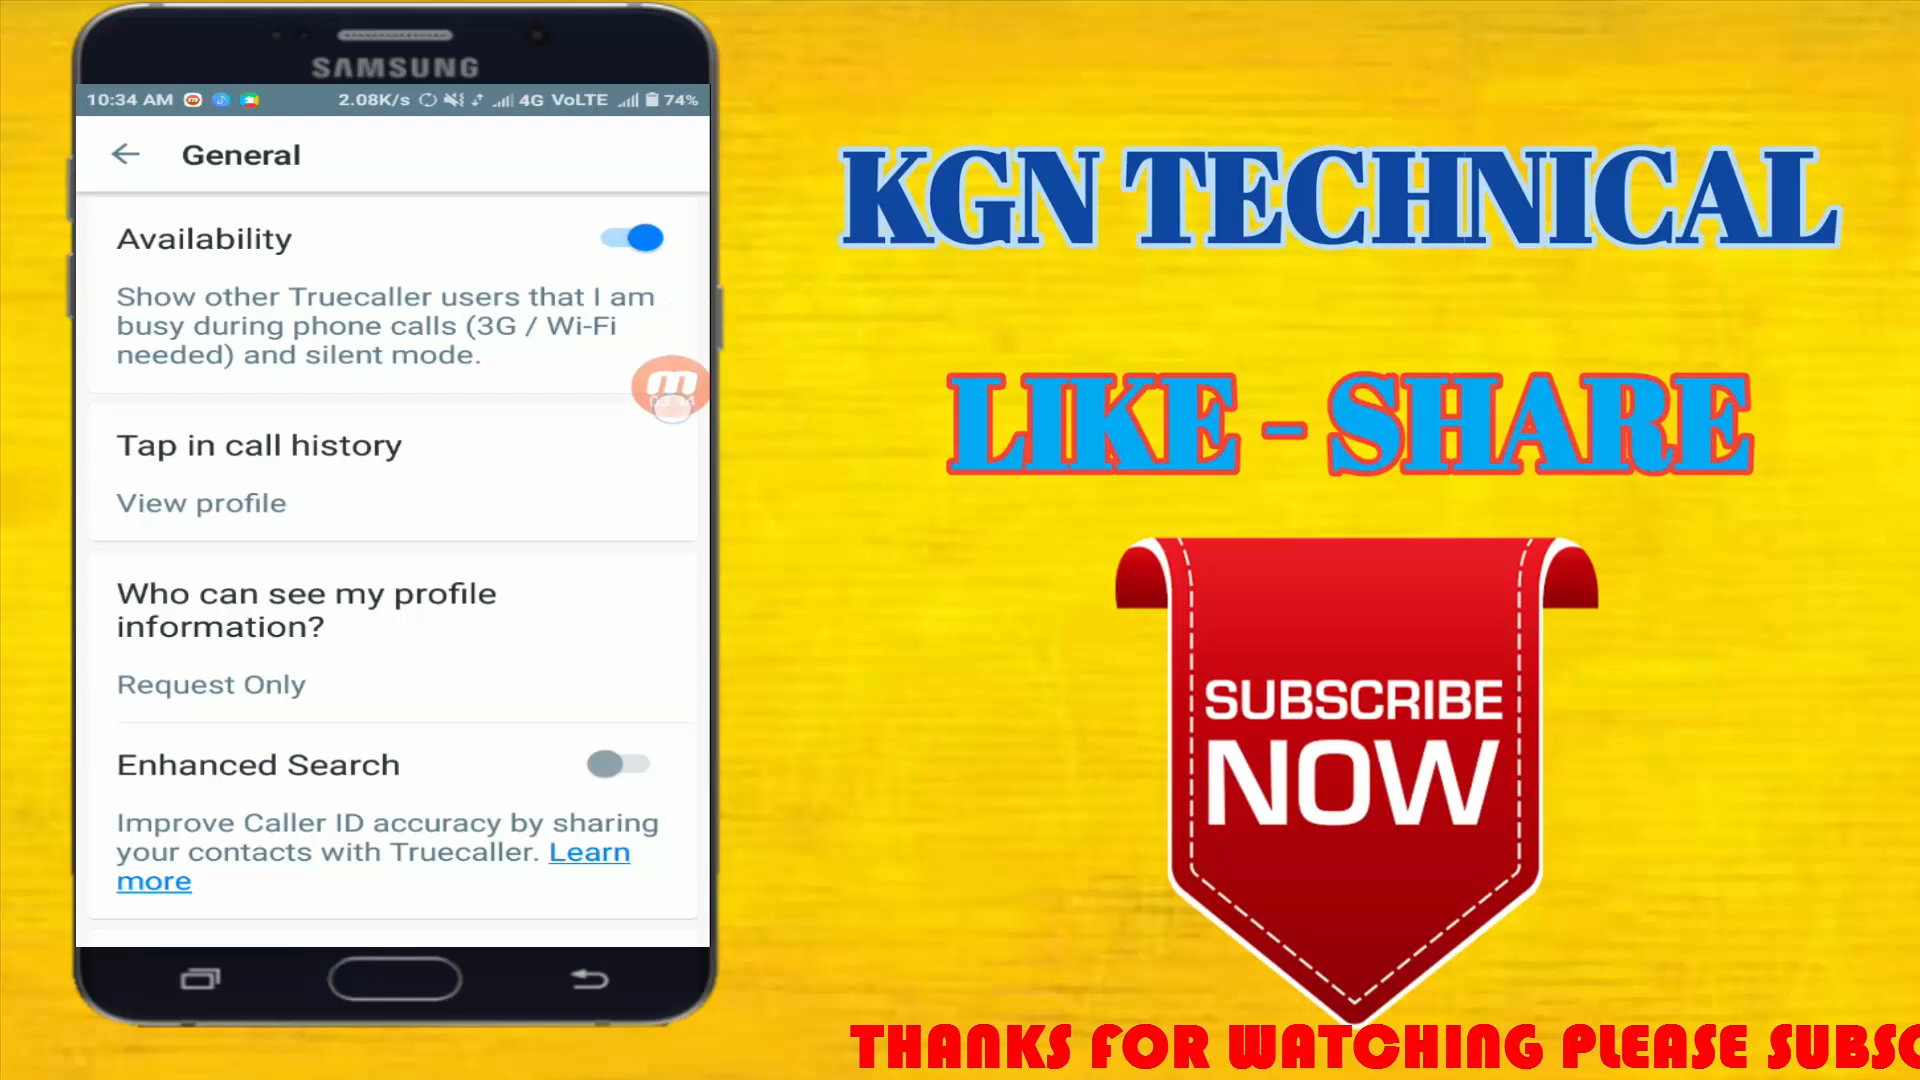 SAMSUNG
10:34 AM 2.08K/s 4G VoLTE 74%
General
Availability
Show other Truecaller users that I am
busy during phone calls (3G / Wi-Fi
needed) and silent mode.
Tap in call history
View profile
Who can see my profile
information?
Request Only
Enhanced Search
Improve Caller ID accuracy by sharing
your contacts with Truecaller. Learn
more
KGN TECHNICAL
LIKE - SHARE
SUBSCRIBE
NOW
THANKS FOR WATCHING PLEASE